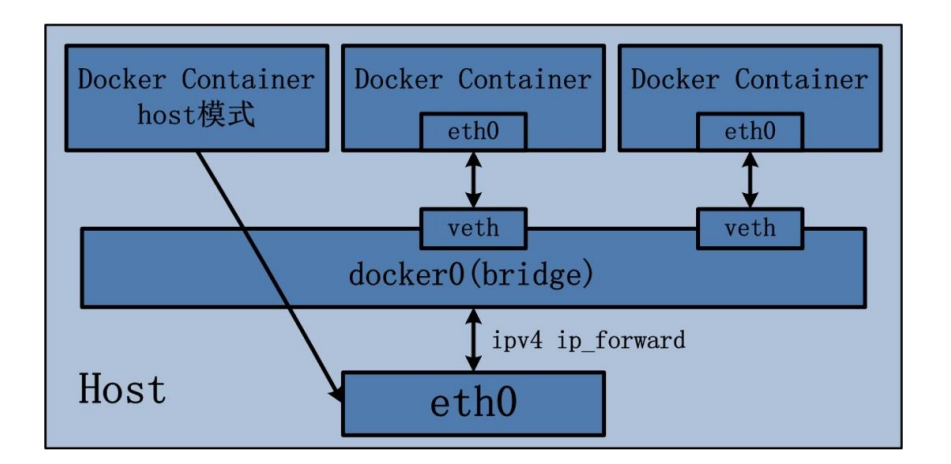 Docker Container
host模式
Docker Container
eth0
Docker Container
eth0
veth
veth
docker0(bridge)
ipv4 ip_forward
Host
eth0